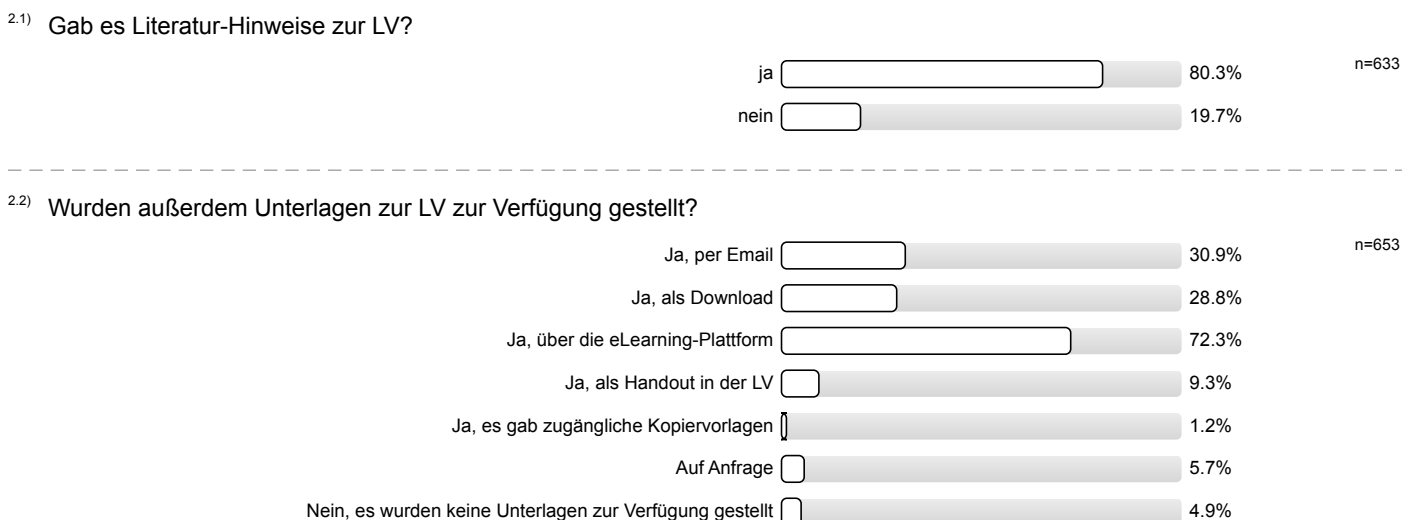 2.1) Gab es Literatur-Hinweise zur LV?
ja 80.3% n=633
nein 19.7%
2.2) Wurden außerdem Unterlagen zur LV zur Verfügung gestellt?
Ja, per Email 30.9% n=653
Ja, als Download 28.8%
Ja, über die eLearning-Plattform 72.3%
Ja, als Handout in der LV 9.3%
Ja, es gab zugängliche Kopiervorlagen 1.2%
Auf Anfrage 5.7%
Nein, es wurden keine Unterlagen zur Verfügung gestellt 4.9%